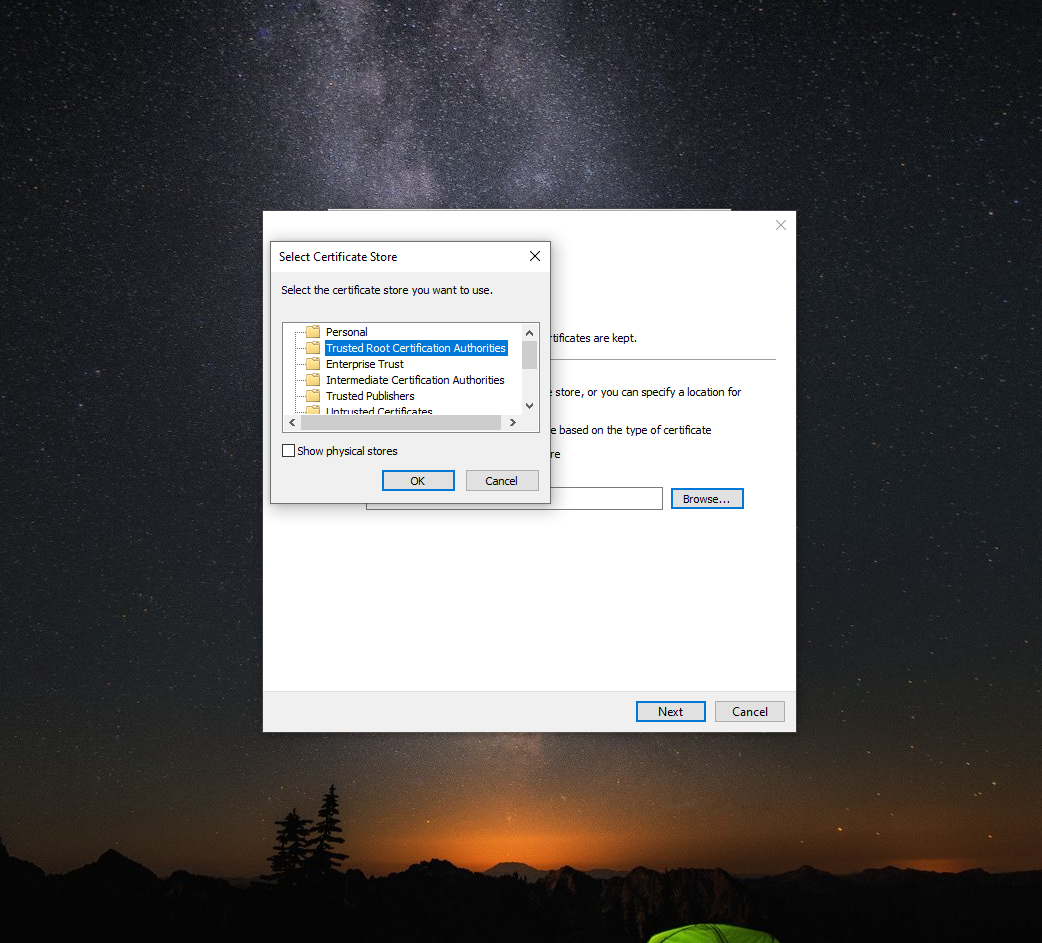 Select Certificate Store
Select the certificate store you want to use.
Personal
Trusted Root Certification Authorities
Enterprise Trust
Intermediate Certification Authorities
Trusted Publishers
Untrusted Certificates
Show physical stores
OK
Cancel
tificates are kept.
store, or you can specify a location for
e based on the type of certificate
re
Browse...
Next
Cancel